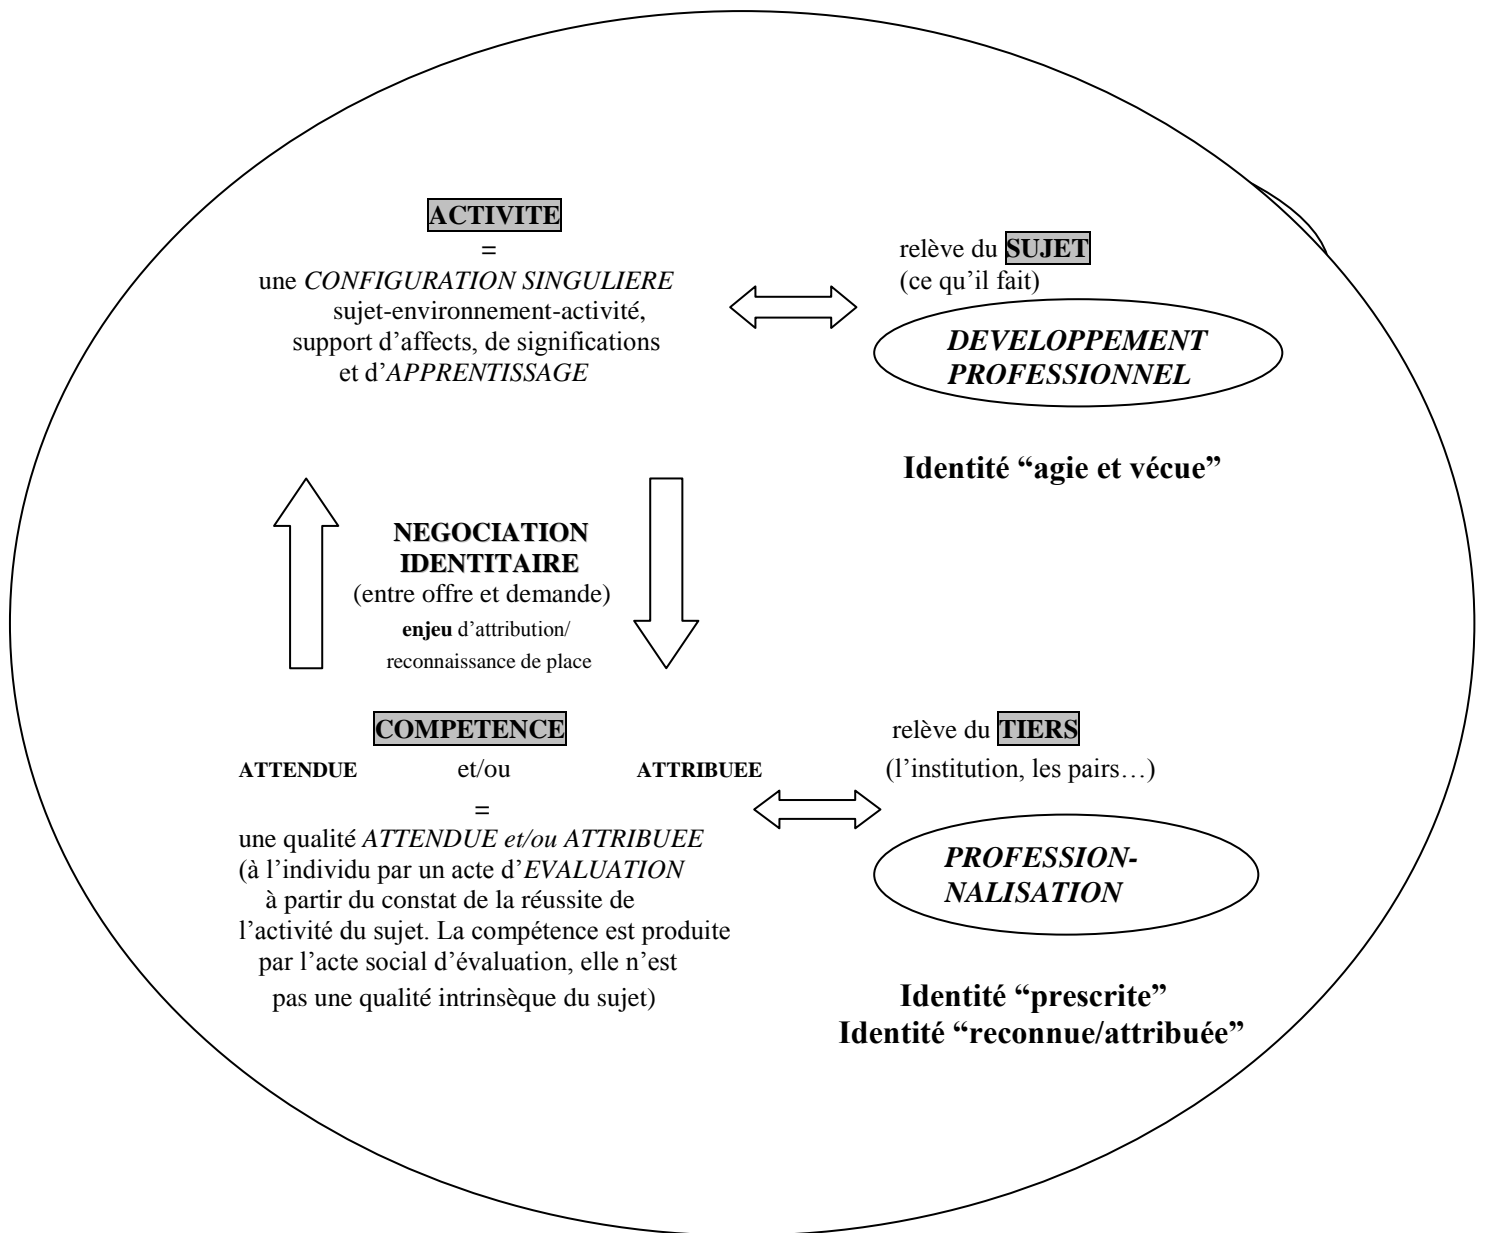 ACTIVITE
=
une CONFIGURATION SINGULIERE
sujet-environnement-activité,
support d’affects, de significations
et d’APPRENTISSAGE
relève du SUJET
(ce qu’il fait)
DEVELOPPEMENT
PROFESSIONNEL
Identité “agie et vécue”
NEGOCIATION
IDENTITAIRE
(entre offre et demande)
enjeu d’attribution/
reconnaissance de place
COMPETENCE
ATTENDUE et/ou ATTRIBUEE
=
une qualité ATTENDUE et/ou ATTRIBUEE
(à l’individu par un acte d’EVALUATION
à partir du constat de la réussite de
l’activité du sujet. La compétence est produite
par l’acte social d’évaluation, elle n’est
pas une qualité intrinsèque du sujet)
relève du TIERS
(l’institution, les pairs…)
PROFESSION-
NALISATION
Identité “prescrite”
Identité “reconnue/attribuée”